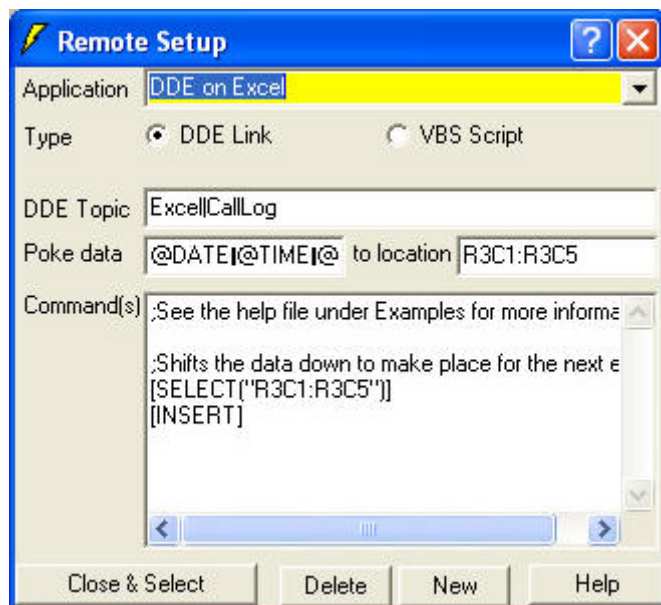 Remote Setup
Application DDE on Excel
Type DDE Link VBS Script
DDE Topic Excel|CallLog
Poke data @DATE|@TIME|@ to location R3C1:R3C5
Command(s) ;See the help file under Examples for more informa
;Shifts the data down to make place for the next e
[SELECT("R3C1:R3C5")]
[INSERT]
Close & Select Delete New Help